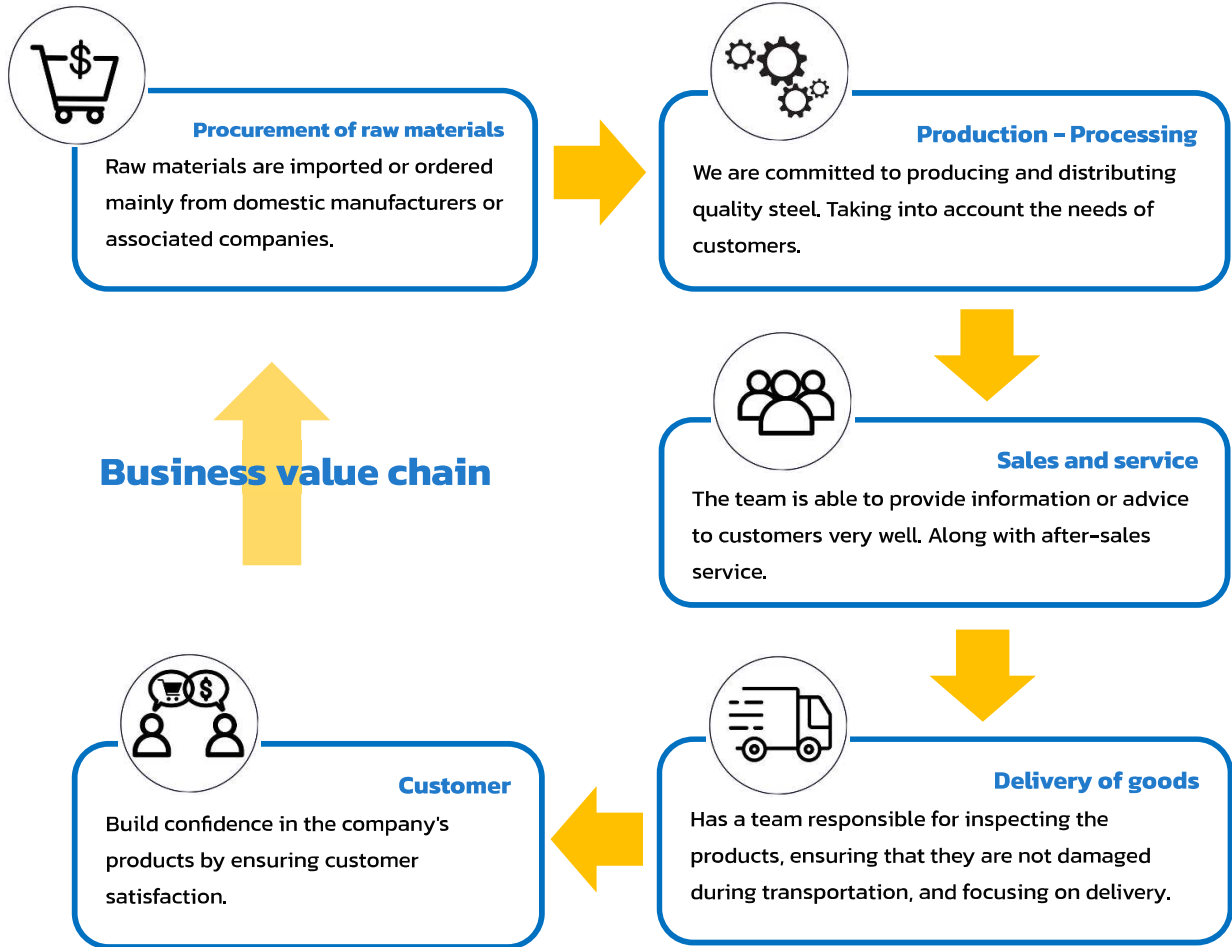 Procurement of raw materials
Raw materials are imported or ordered
mainly from domestic manufacturers or
associated companies.
Production – Processing
We are committed to producing and distributing
quality steel. Taking into account the needs of
customers.
Sales and service
The team is able to provide information or advice
to customers very well. Along with after-sales
service.
Business value chain
Delivery of goods
Has a team responsible for inspecting the
products, ensuring that they are not damaged
during transportation, and focusing on delivery.
Customer
Build confidence in the company's
products by ensuring customer
satisfaction.